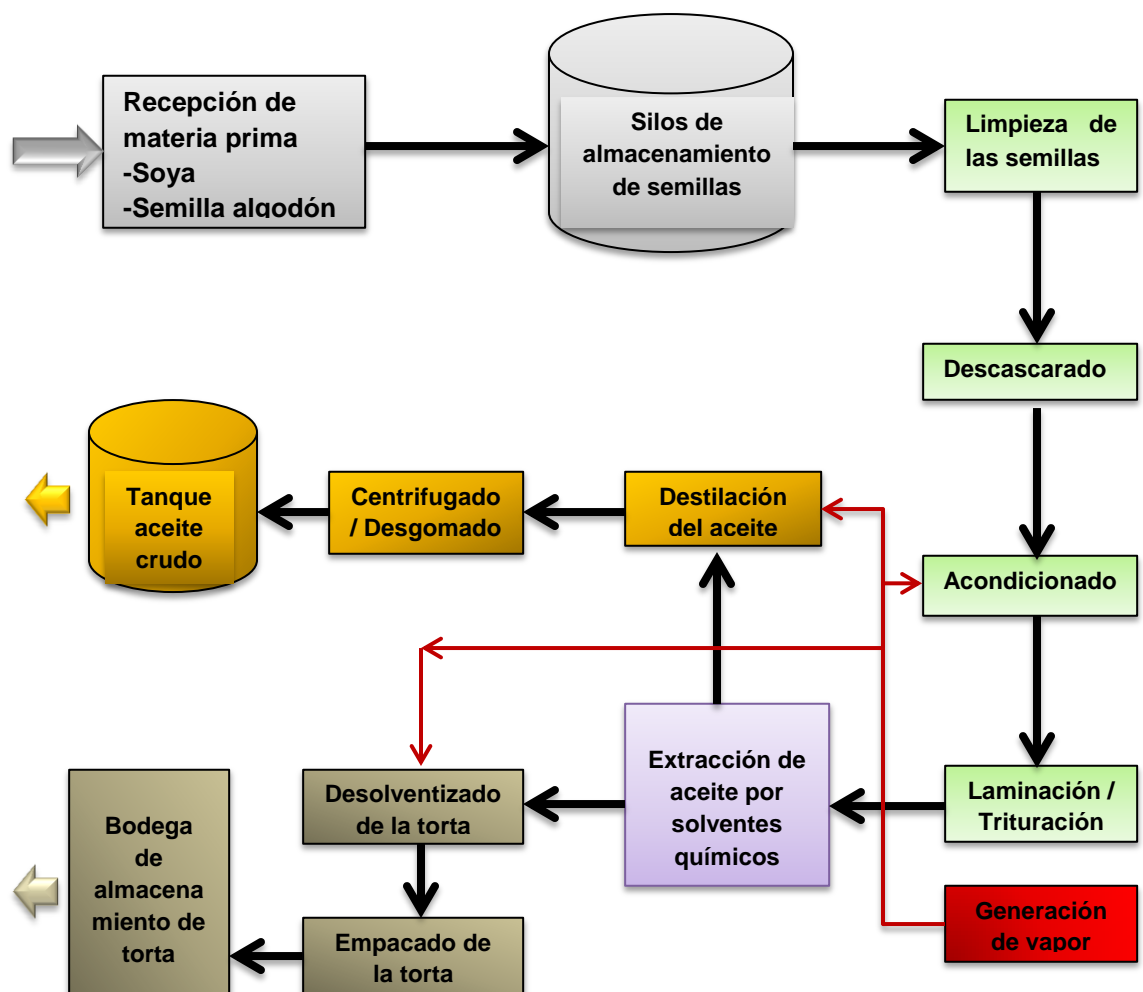 Recepción de
materia prima
-Soya
-Semilla algodón
Silos de
almacenamiento
de semillas
Limpieza de
las semillas
Descascarado
Tanque
aceite
crudo
Centrifugado
/ Desgomado
Destilación
del aceite
Acondicionado
Bodega
de
almacena
miento de
torta
Desolventizado
de la torta
Extracción de
aceite por
solventes
químicos
Laminación /
Trituración
Empacado de
la torta
Generación
de vapor